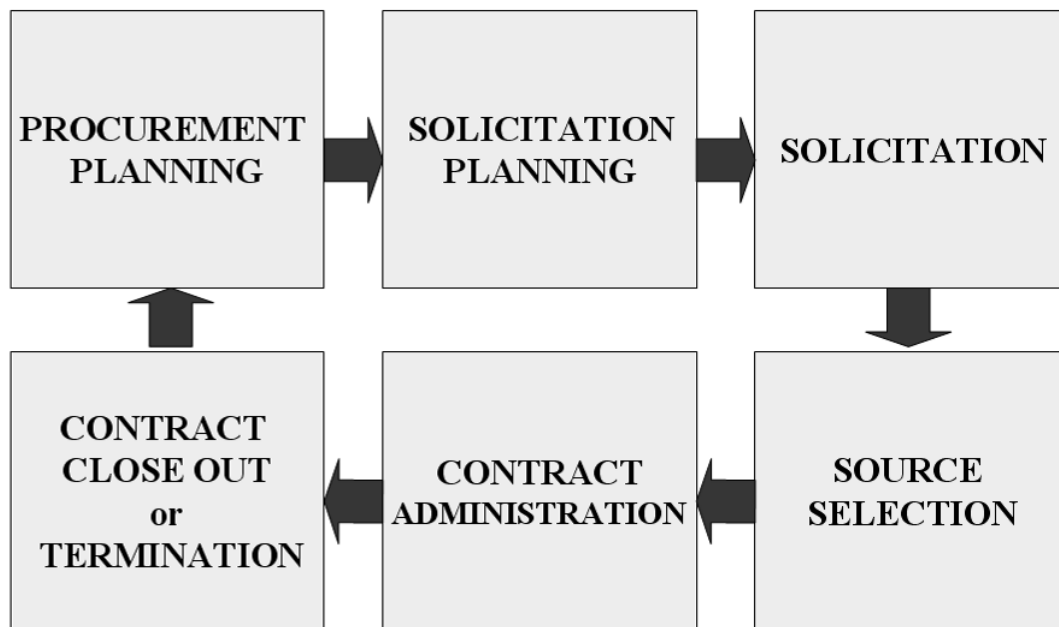 PROCUREMENT
PLANNING
SOLICITATION
PLANNING
SOLICITATION
CONTRACT
CLOSE OUT
or
TERMINATION
CONTRACT
ADMINISTRATION
SOURCE
SELECTION